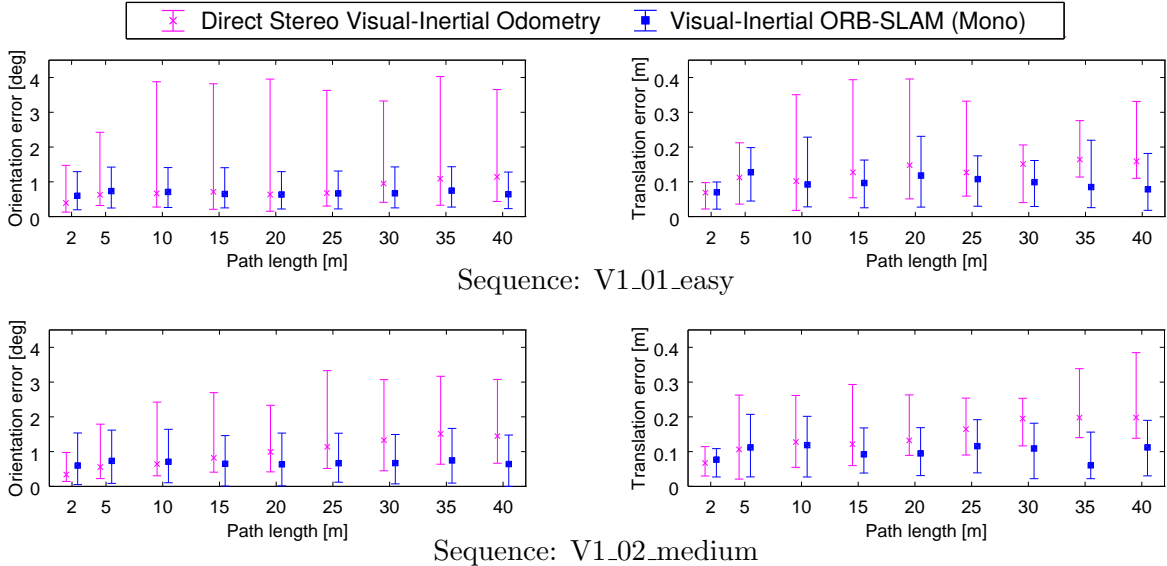 Direct Stereo Visual-Inertial Odometry
Visual-Inertial ORB-SLAM (Mono)
Orientation error [deg]
4
3
2
1
0
2 5 10 15 20 25 30 35 40
Path length [m]
Translation error [m]
0.4
0.3
0.2
0.1
0
2 5 10 15 20 25 30 35 40
Path length [m]
Sequence: V1_01_easy
Orientation error [deg]
4
3
2
1
0
2 5 10 15 20 25 30 35 40
Path length [m]
Translation error [m]
0.4
0.3
0.2
0.1
0
2 5 10 15 20 25 30 35 40
Path length [m]
Sequence: V1_02_medium